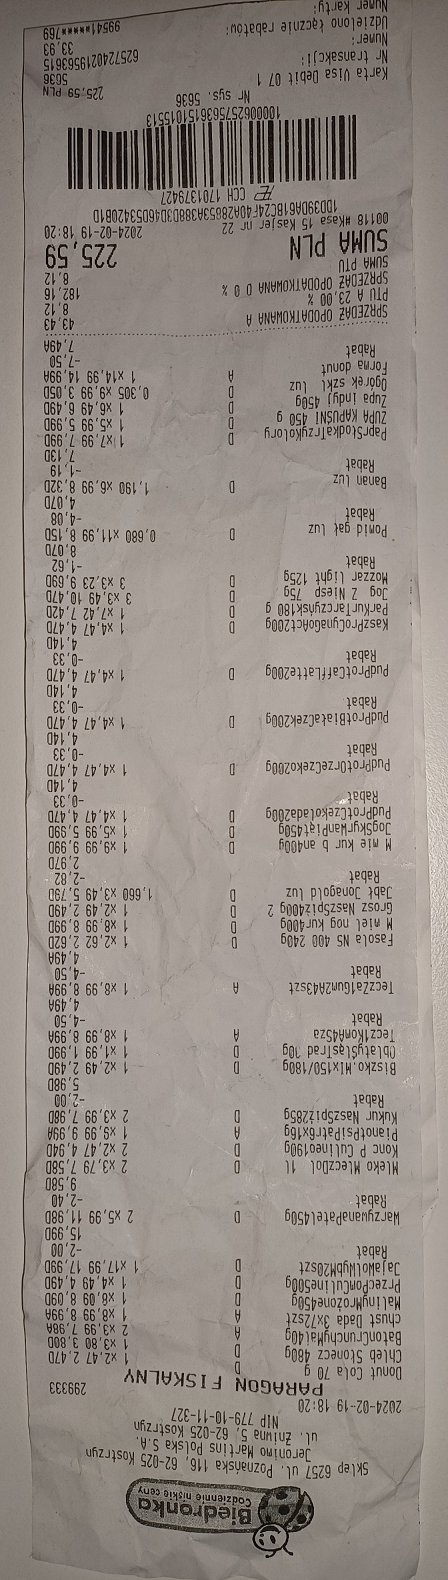 Biedronka
Codziennie niskie ceny
Sklep 6257 ul. Poznańska 116, 62-025 Kostrzyn
Jeronimo Martins Polska S.A.
ul. Żniwna 5, 62-025 Kostrzyn
NIP 779-10-11-327
2024-02-19 18:20 299333
PARAGON FISKALNY
Donut Cola 70 g D 1 x2,47 2,47D
Chleb Słonecz 480g D 1 x3,80 3,80D
BatonCrunchyMal40g A 2 x3,99 7,98A
chust Dada 3x72szt A 1 x8,99 8,99A
MalinyMrożone450g D 1 x8,09 8,09D
PrzecPomCuline500g D 1 x4,49 4,49D
JajaMolWybM20szt D 1 x17,99 17,99D
Rabat -2,00
15,99D
WarzywanaPatel450g D 2 x5,99 11,98D
Rabat -2,40
9,58D
Mleko MleczDol 1l D 2 x3,79 7,58D
Konc P Culineo190g D 2 x2,47 4,94D
PianotPsiPatr6x16g A 1 x9,99 9,99A
Kukur NaszSpiż285g D 2 x3,99 7,98D
Rabat -2,00
5,98D
Biszko.MIx150/180g D 1 x2,49 2,49D
OblatyŚląsTrad 90g D 1 x1,99 1,99D
Tecz1KomA4Sza A 1 x8,99 8,99A
Rabat -4,50
4,49A
TeczZa1Gum2A43szt A 1 x8,99 8,99A
Rabat -4,50
4,49A
Fasola NS 400 240g D 1 x2,62 2,62D
M miel nog kur400g D 1 x8,99 8,99D
Grosz NaszSpiż400g 2 D 1 x2,49 2,49D
Jabł Jonagold luz D 1,660 x3,49 5,79D
Rabat -2,82
2,97D
M mie kur b an400g D 1 x9,99 9,99D
JogSkyrWanPiąt450g D 1 x5,99 5,99D
PudProtCzekolada200g D 1 x4,47 4,47D
Rabat -0,33
4,14D
PudProtOrzeCzeko200g D 1 x4,47 4,47D
Rabat -0,33
4,14D
PudProtBiałaCzek200g D 1 x4,47 4,47D
Rabat -0,33
4,14D
PudProtCaffLatte200g D 1 x4,47 4,47D
Rabat -0,33
4,14D
KaszProCynaGoAct200g D 1 x4,47 4,47D
ParKurTarczyńsk180 g D 1 x7,42 7,42D
Jog Z Niesp 75g D 3 x3,49 10,47D
Mozzar Light 125g D 3 x3,23 9,69D
Rabat -1,62
8,07D
Pomid gał luz D 0,680 x11,99 8,15D
Rabat -4,08
4,07D
Banan luz D 1,190 x6,99 8,32D
Rabat -1,19
7,13D
PaprSłodkaTrzyKolory D 1 x7,99 7,99D
ZUPA KAPUŚNI 450 g D 1 x5,99 5,99D
Zupa indyj 450g D 1 x6,49 6,49D
Ogórek szkl luz D 0,305 x9,99 3,05D
Forma donut A 1 x14,99 14,99A
Rabat -7,50
7,49A
SPRZEDAŻ OPODATKOWANA A 43,43
PTU A 23,00 % 8,12
SPRZEDAŻ OPODATKOWANA D 0 % 182,16
SUMA PTU 8,12
SUMA PLN 225,59
00118 #Kasa 15 Kasjer nr 22 2024-02-19 18:20
CCH 1701379427
Nr sys. 5636
Karta Visa Debit 07 1 225,59 PLN
Nr transakcji: 5636
Numer: 6257240219563615
Udzielono łącznie rabatów: 33,93
Numer karty: 99541******769